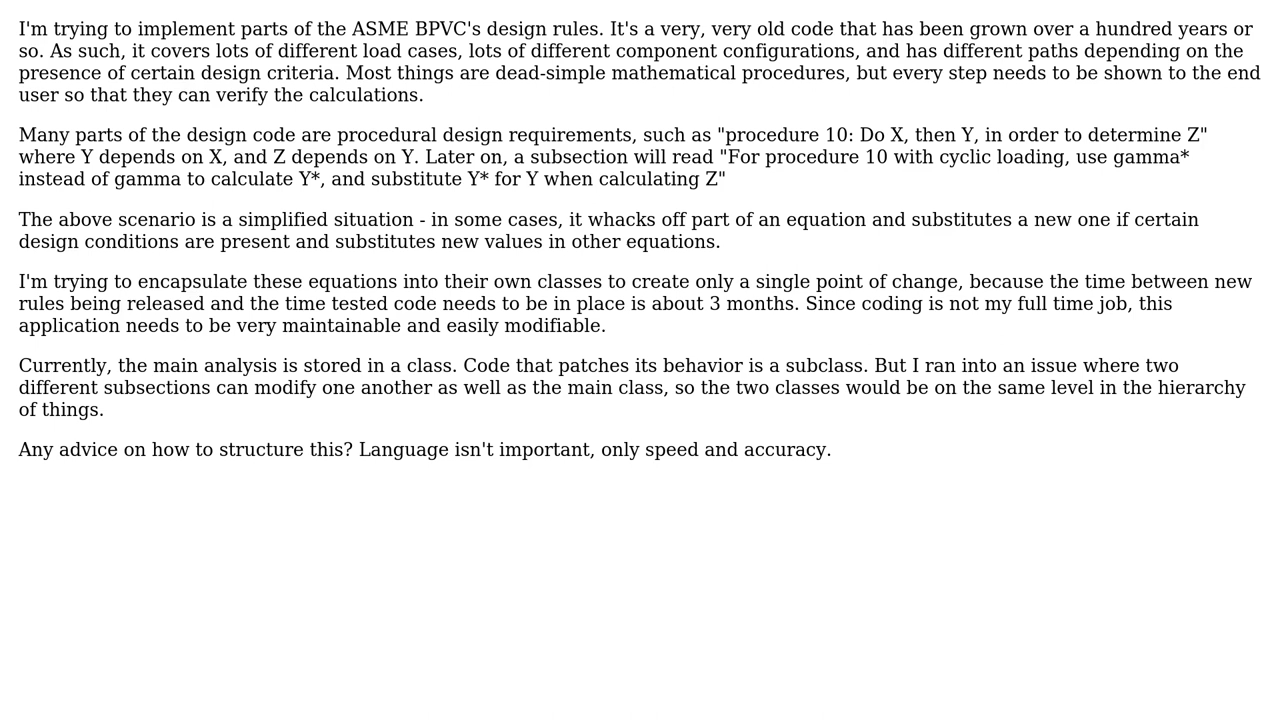 I'm trying to implement parts of the ASME BPVC's design rules. It's a very, very old code that has been grown over a hundred years or
so. As such, it covers lots of different load cases, lots of different component configurations, and has different paths depending on the
presence of certain design criteria. Most things are dead-simple mathematical procedures, but every step needs to be shown to the end
user so that they can verify the calculations.
Many parts of the design code are procedural design requirements, such as "procedure 10: Do X, then Y, in order to determine Z"
where Y depends on X, and Z depends on Y. Later on, a subsection will read "For procedure 10 with cyclic loading, use gamma*
instead of gamma to calculate Y*, and substitute Y* for Y when calculating Z"
The above scenario is a simplified situation - in some cases, it whacks off part of an equation and substitutes a new one if certain
design conditions are present and substitutes new values in other equations.
I'm trying to encapsulate these equations into their own classes to create only a single point of change, because the time between new
rules being released and the time tested code needs to be in place is about 3 months. Since coding is not my full time job, this
application needs to be very maintainable and easily modifiable.
Currently, the main analysis is stored in a class. Code that patches its behavior is a subclass. But I ran into an issue where two
different subsections can modify one another as well as the main class, so the two classes would be on the same level in the hierarchy
of things.
Any advice on how to structure this? Language isn't important, only speed and accuracy.